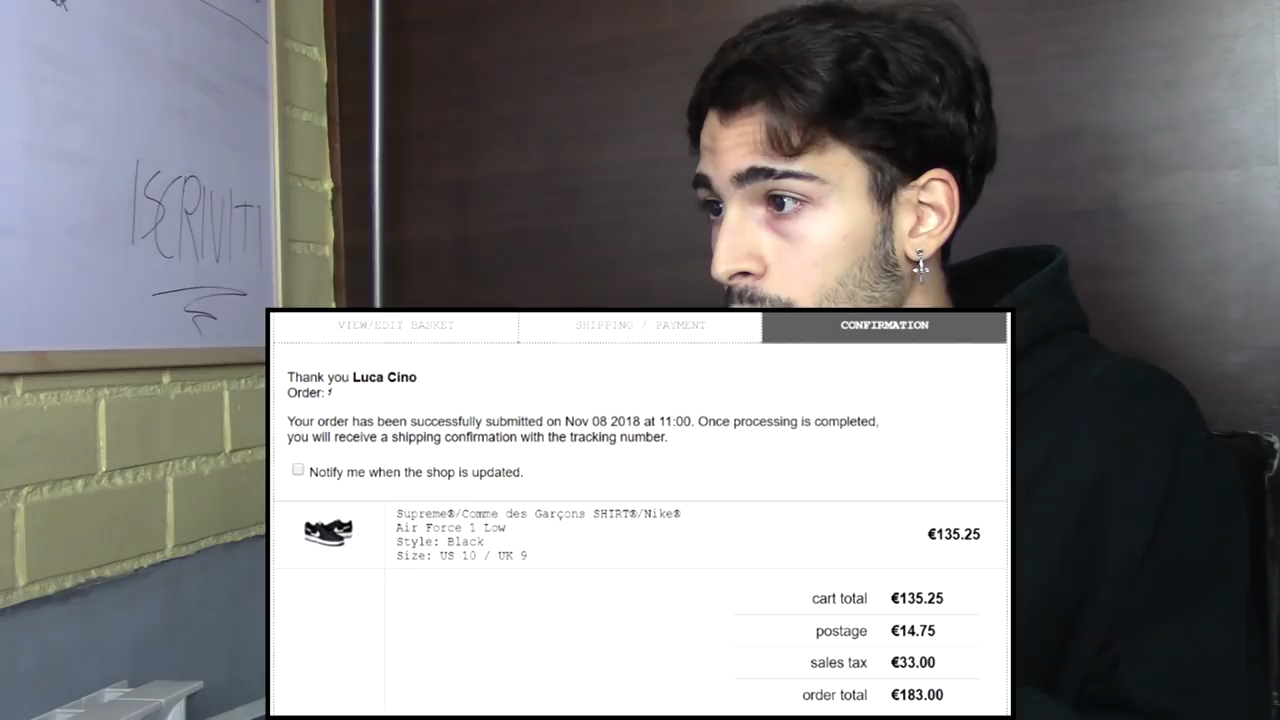 ISCRIVITI
VIEW/EDIT BASKET
SHIPPING / PAYMENT
CONFIRMATION
Thank you Luca Cino
Order:
Your order has been successfully submitted on Nov 08 2018 at 11:00. Once processing is completed,
you will receive a shipping confirmation with the tracking number.
Notify me when the shop is updated.
Supreme®/Comme des Garçons SHIRT®/Nike®
Air Force 1 Low
Style: Black
Size: US 10 / UK 9
€135.25
cart total €135.25
postage €14.75
sales tax €33.00
order total €183.00